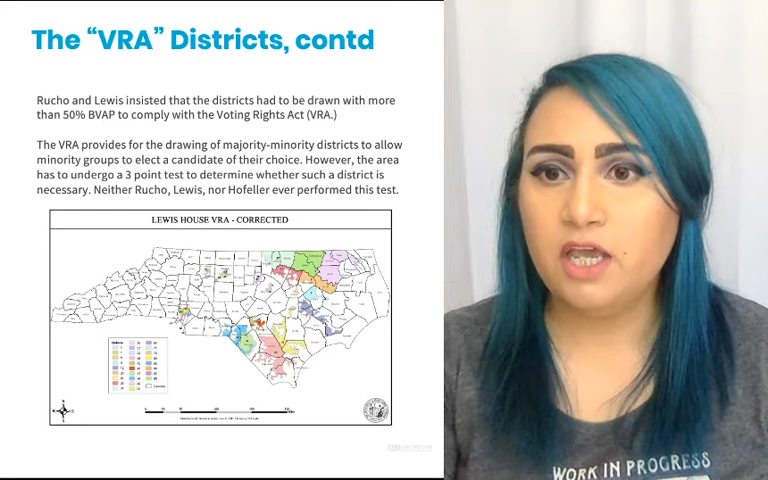 The “VRA” Districts, contd
Rucho and Lewis insisted that the districts had to be drawn with more
than 50% BVAP to comply with the Voting Rights Act (VRA.)
The VRA provides for the drawing of majority-minority districts to allow
minority groups to elect a candidate of their choice. However, the area
has to undergo a 3 point test to determine whether such a district is
necessary. Neither Rucho, Lewis, nor Hofeller ever performed this test.
LEWIS HOUSE VRA - CORRECTED
WORK IN PROGRESS